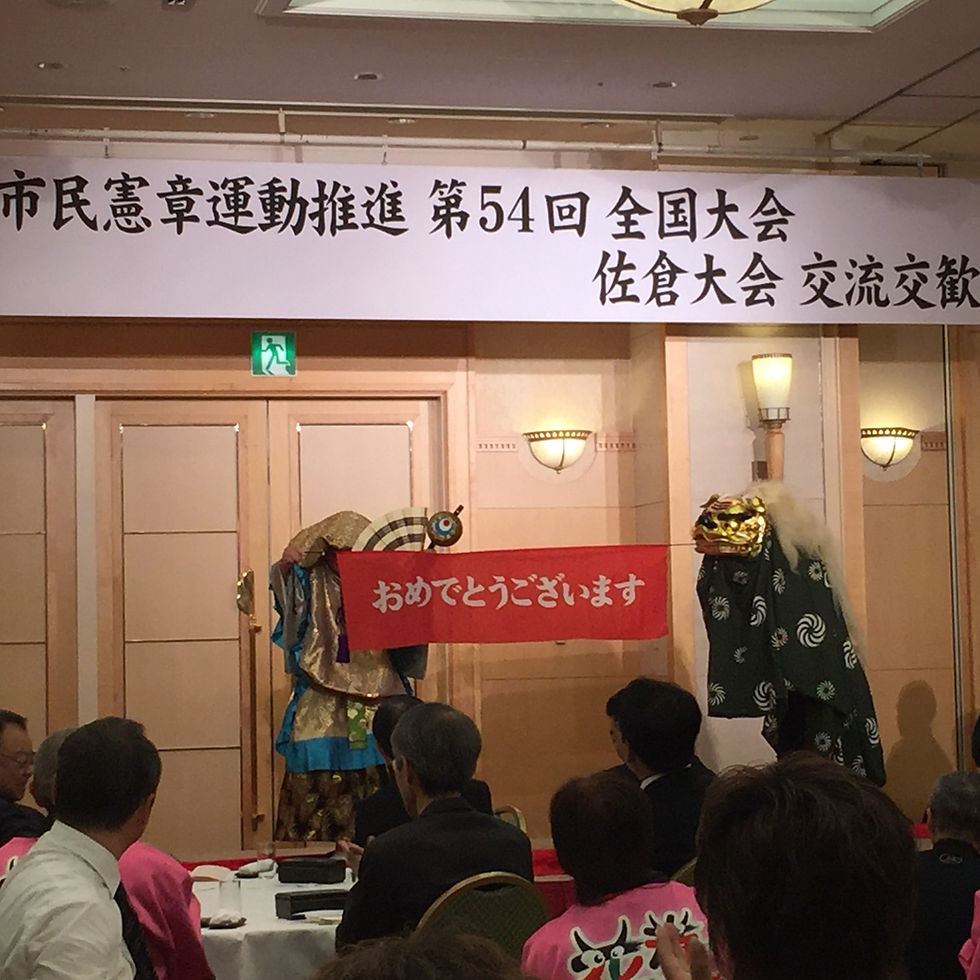 市民憲章運動推進 第54回 全国大会
佐倉大会 交流交歓
おめでとうございます